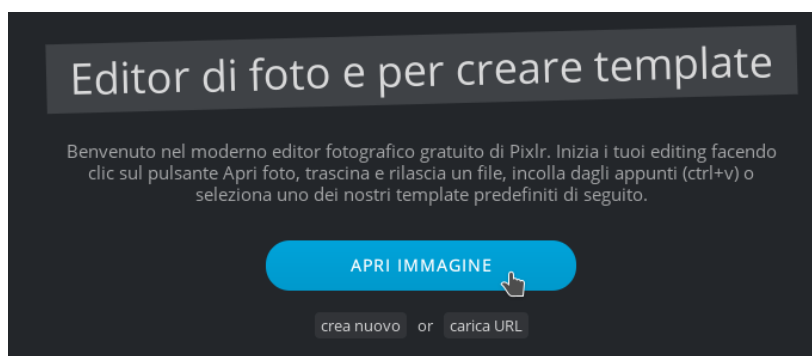 Editor di foto e per creare template
Benvenuto nel moderno editor fotografico gratuito di Pixlr. Inizia i tuoi editing facendo
clic sul pulsante Apri foto, trascina e rilascia un file, incolla dagli appunti (ctrl+v) o
seleziona uno dei nostri template predefiniti di seguito.
APRI IMMAGINE
crea nuovo or carica URL